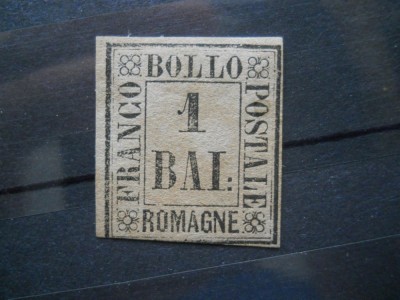 BOLLO
FRANCO
1
BAI:
POSTALE
ROMAGNE